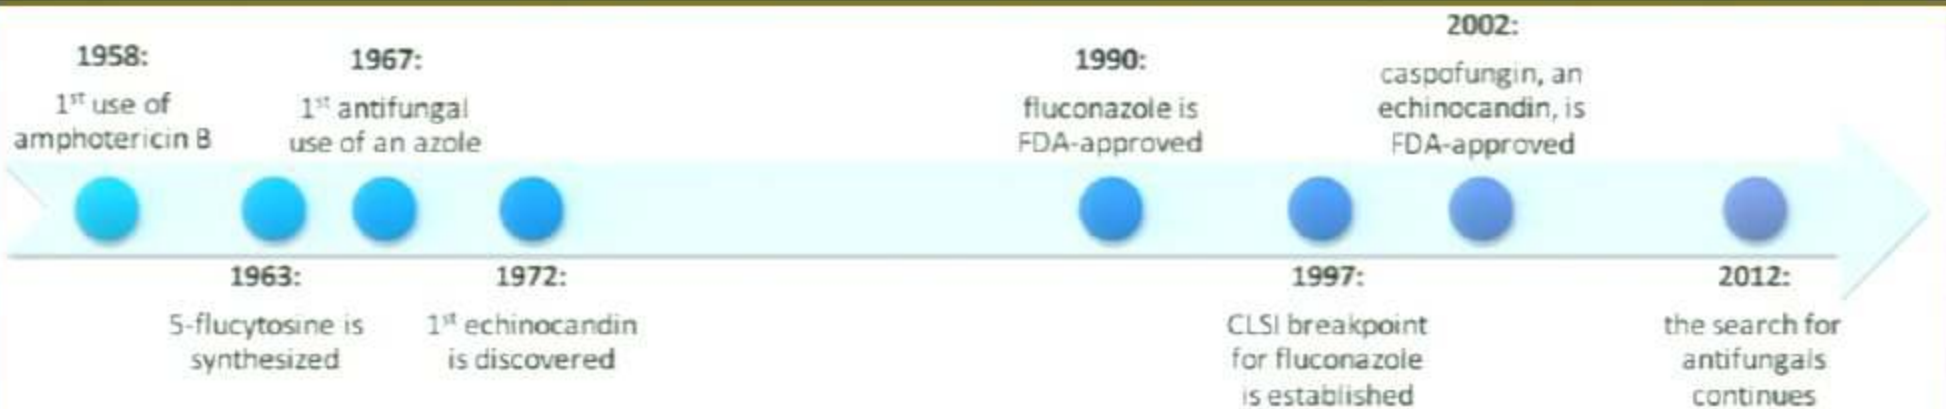 1958:
1st use of
amphotericin B
1963:
5-flucytosine is
synthesized
1967:
1st antifungal
use of an azole
1972:
1st echinocandin
is discovered
1990:
fluconazole is
FDA-approved
1997:
CLSI breakpoint
for fluconazole
is established
2002:
caspofungin, an
echinocandin, is
FDA-approved
2012:
the search for
antifungals
continues